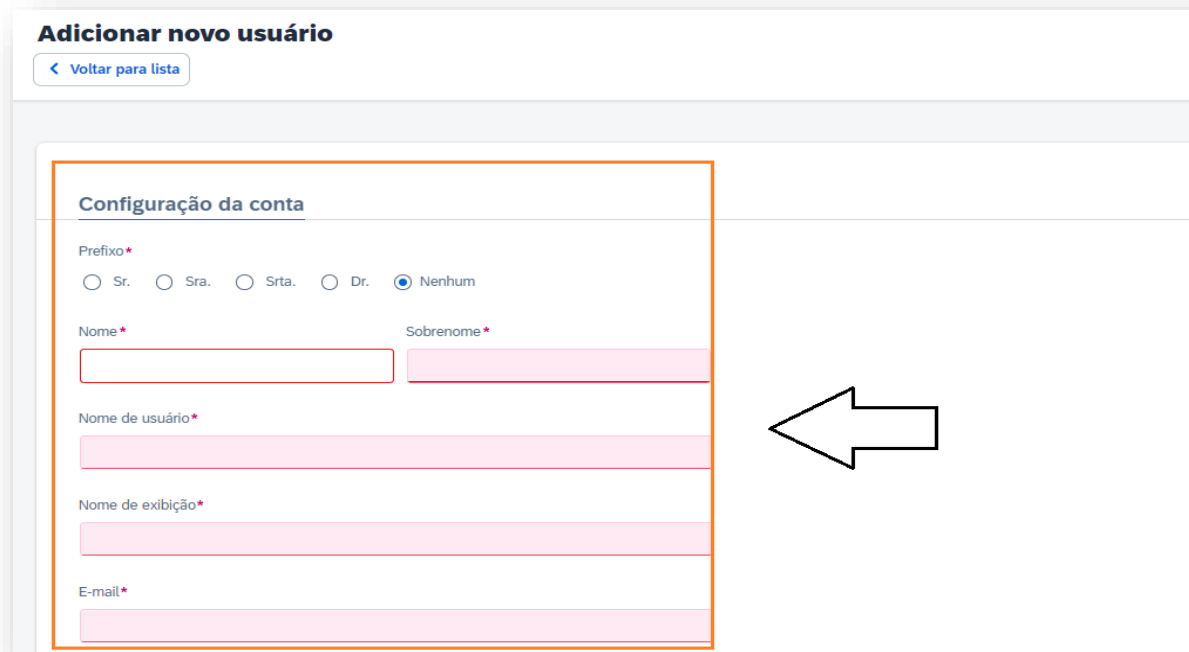 Adicionar novo usuário
Voltar para lista
Configuração da conta
Prefixo*
Sr. Sra. Srta. Dr. Nenhum
Nome* Sobrenome*
Nome de usuário*
Nome de exibição*
E-mail*